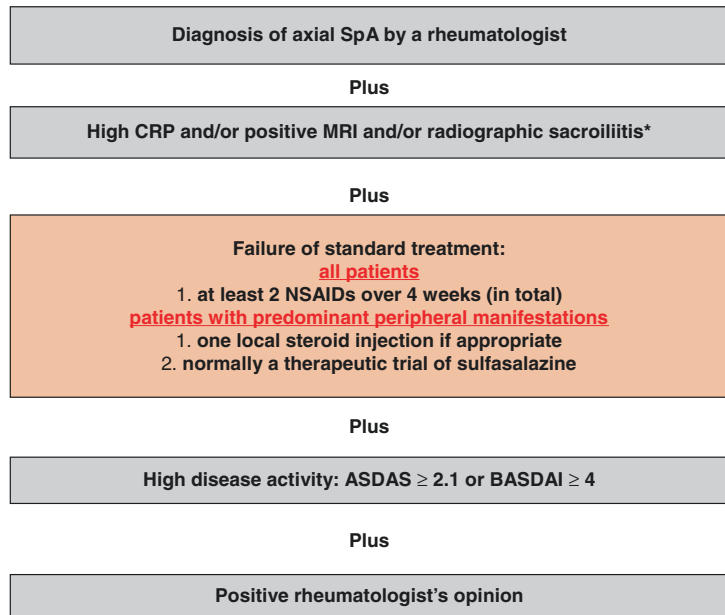 Diagnosis of axial SpA by a rheumatologist
Plus
High CRP and/or positive MRI and/or radiographic sacroiliitis*
Plus
Failure of standard treatment:
all patients
1. at least 2 NSAIDs over 4 weeks (in total)
patients with predominant peripheral manifestations
1. one local steroid injection if appropriate
2. normally a therapeutic trial of sulfasalazine
Plus
High disease activity: ASDAS ≥ 2.1 or BASDAI ≥ 4
Plus
Positive rheumatologist's opinion